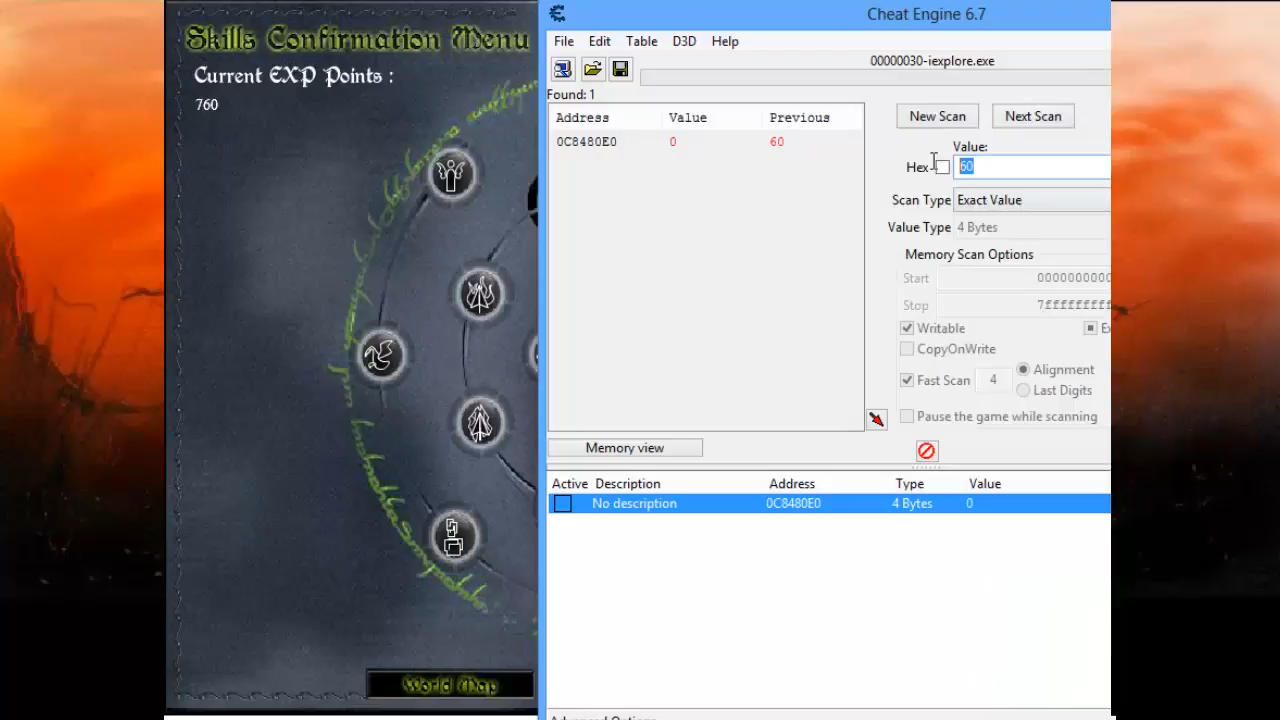 Skills Confirmation Menu
Current EXP Points :
760
World Map
Cheat Engine 6.7
File Edit Table D3D Help
00000030-iexplore.exe
Found: 1
Address Value Previous
0C8480E0 0 60
New Scan Next Scan
Value:
Hex 60
Scan Type Exact Value
Value Type 4 Bytes
Memory Scan Options
Start 0000000000
Stop 7fffffffff
Writable
CopyOnWrite
Fast Scan 4 Alignment
Last Digits
Pause the game while scanning
Memory view
Active Description Address Type Value
No description 0C8480E0 4 Bytes 0